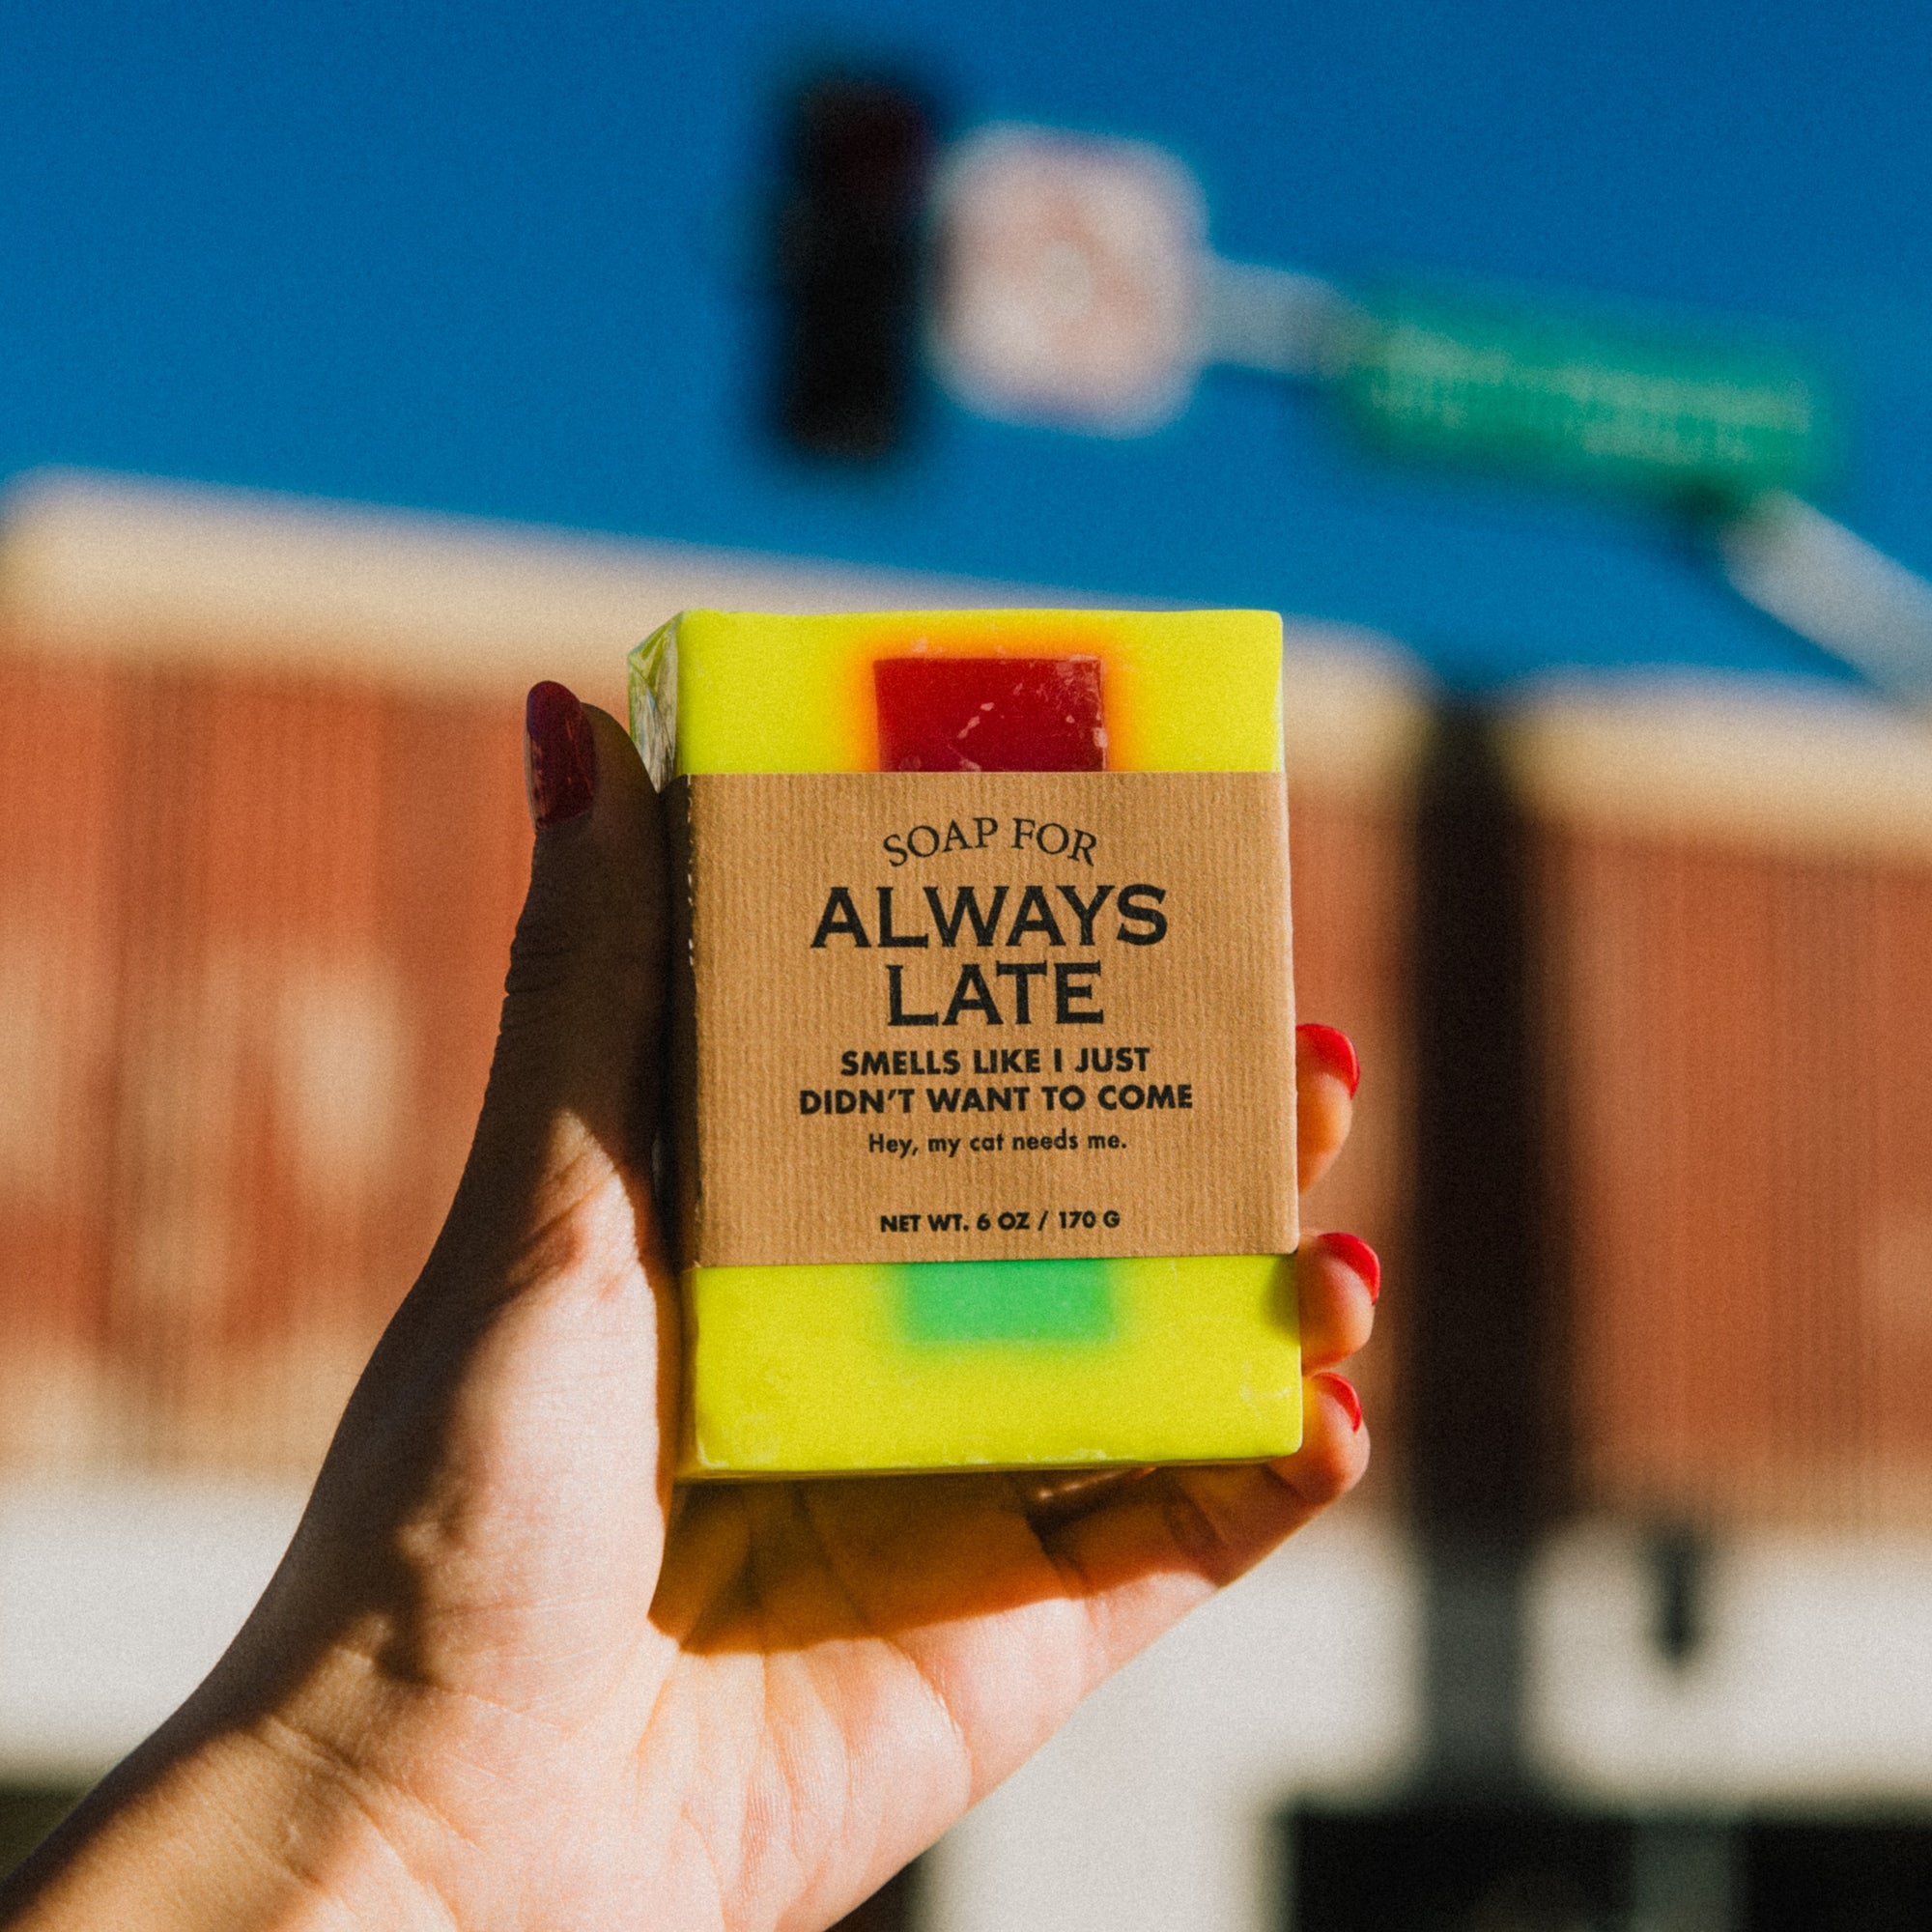 SOAP FOR
ALWAYS
LATE
SMELLS LIKE I JUST
DIDN'T WANT TO COME
Hey, my cat needs me.
NET WT. 6 OZ / 170 G